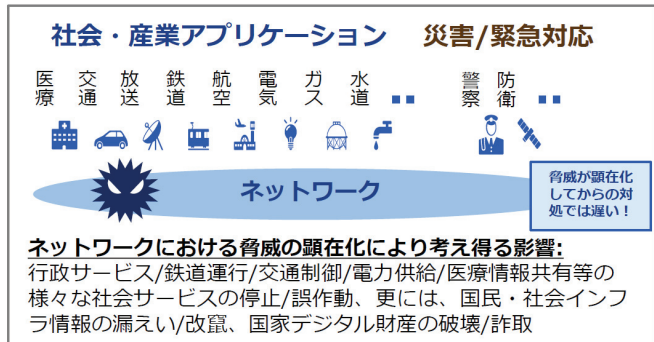 社会・産業アプリケーション 災害/緊急対応
医療 交通 放送 鉄道 航空 電気 ガス 水道 ■■ 警察 防衛 ■■
ネットワーク
脅威が顕在化
してからの対
処では遅い！
ネットワークにおける脅威の顕在化により考え得る影響:
行政サービス/鉄道運行/交通制御/電力供給/医療情報共有等の
様々な社会サービスの停止/誤作動、更には、国民・社会インフ
ラ情報の漏えい/改竄、国家デジタル財産の破壊/詐取